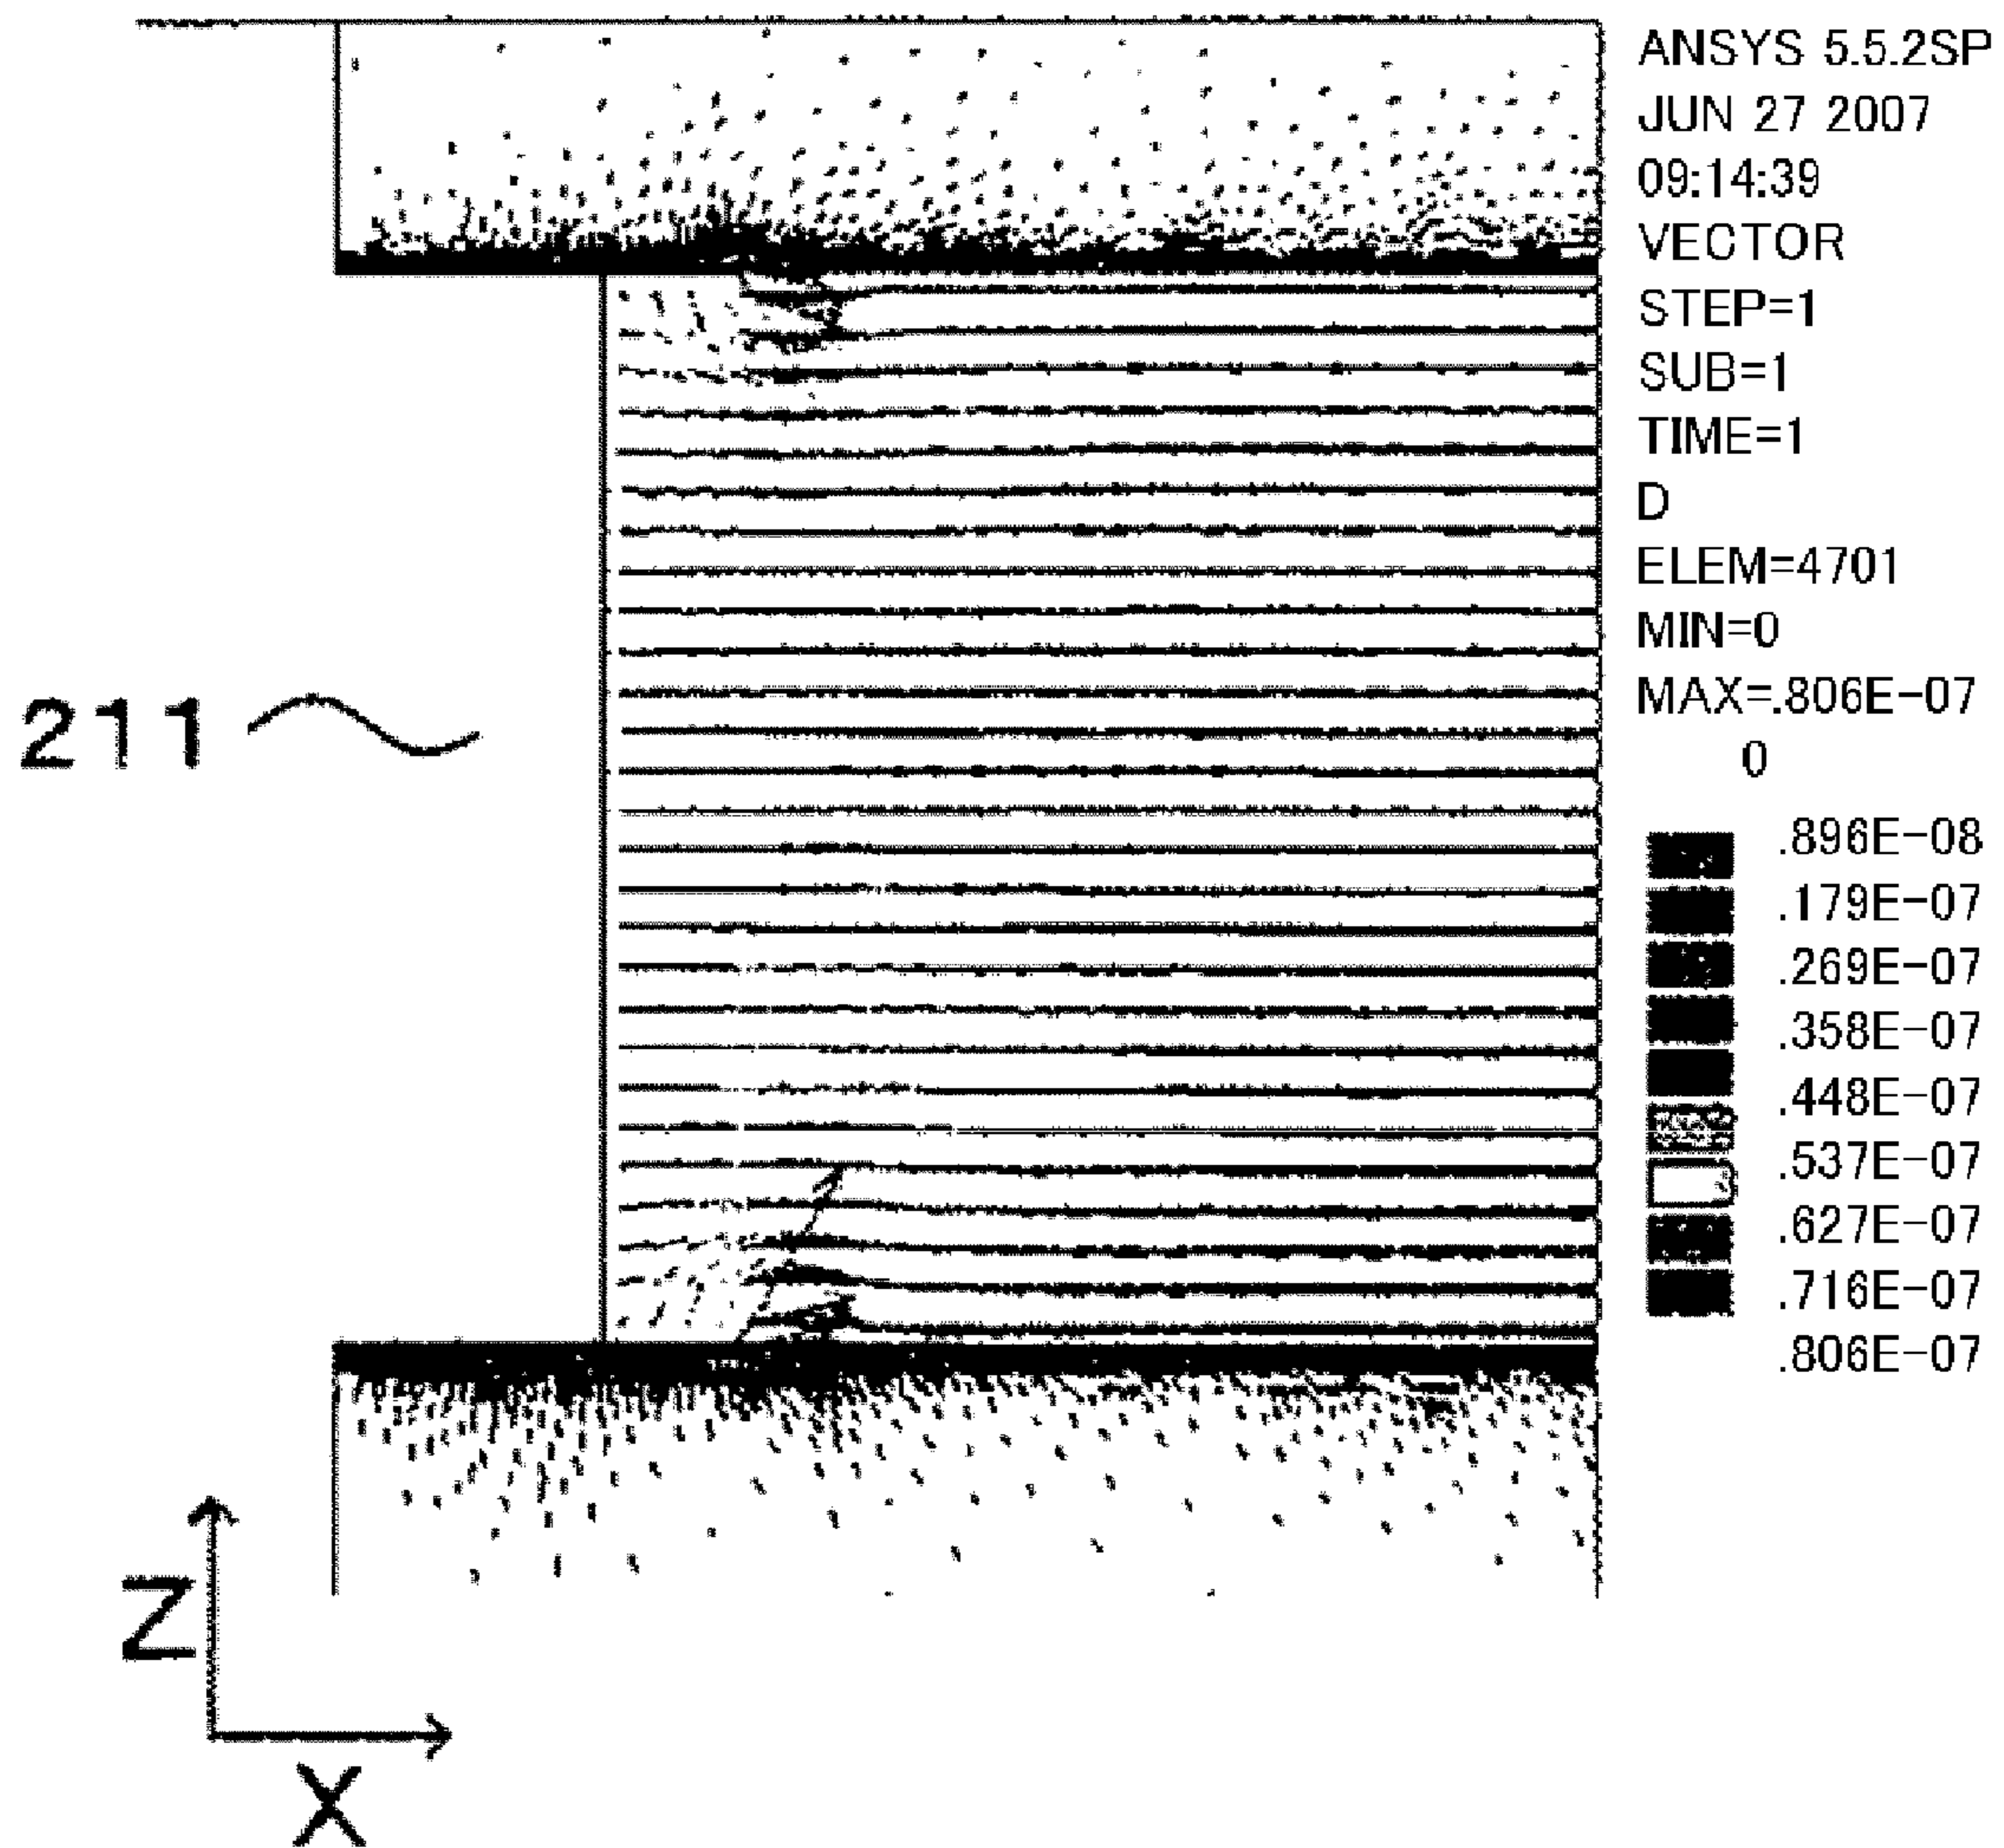 ANSYS 5.5.2SP
JUN 27 2007
09:14:39
VECTOR
STEP=1
SUB=1
TIME=1
D
ELEM=4701
MIN=0
MAX=.806E-07
0
.896E-08
.179E-07
.269E-07
.358E-07
.448E-07
.537E-07
.627E-07
.716E-07
.806E-07
211
Z
X